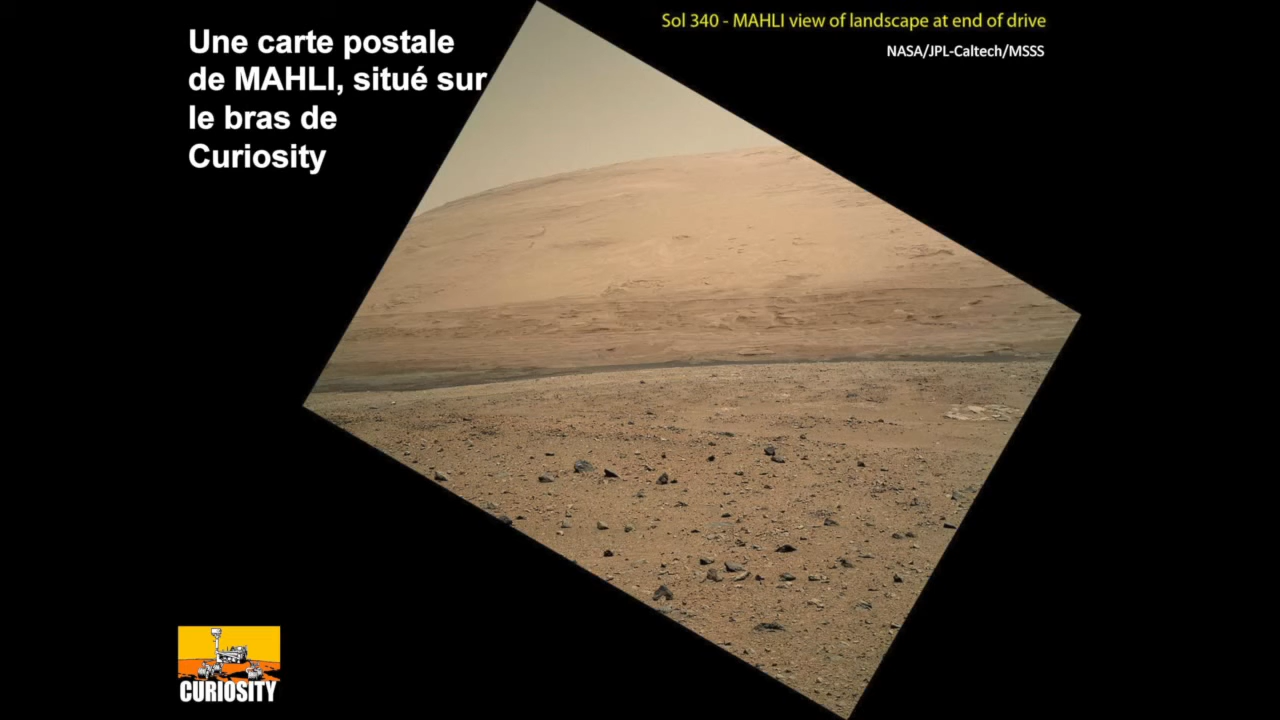 Une carte postale
de MAHLI, situé sur
le bras de
Curiosity
Sol 340 - MAHLI view of landscape at end of drive
NASA/JPL-Caltech/MSSS
CURIOSITY